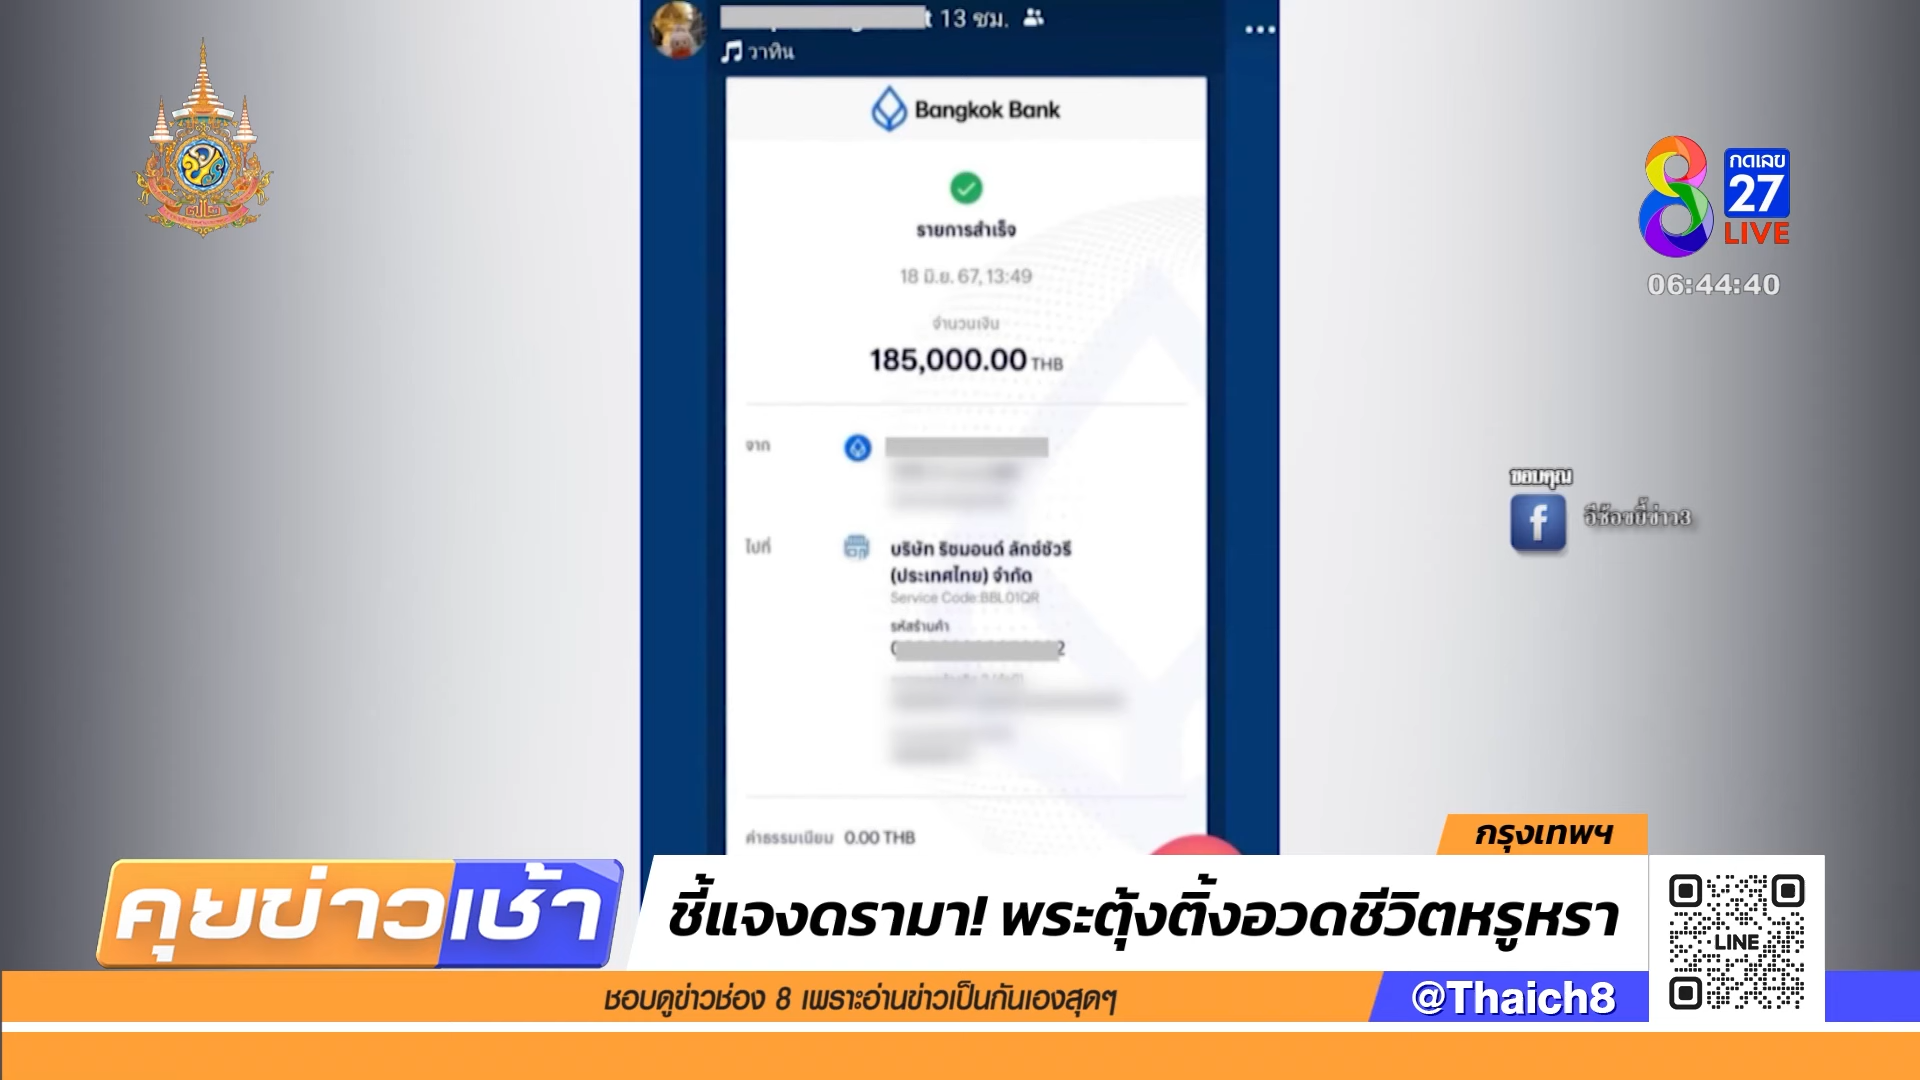 13 ชม.
วาทิน
Bangkok Bank
รายการสำเร็จ
18 มิ.ย. 67, 13:49
จำนวนเงิน
185,000.00 THB
จาก
ไปที่
บริษัท ริชมอนด์ ลักซ์ชัวรี
(ประเทศไทย) จำกัด
Service Code:BBL01QR
รหัสร้านค้า
ค่าธรรมเนียม 0.00 THB
กดเลข
27
LIVE
06:44:40
ขอบคุณ
อีซ้อขยี้ข่าว3
กรุงเทพฯ
คุยข่าวเช้า
ชี้แจงดรามา! พระตุ้งติ้งอวดชีวิตหรูหรา
LINE
ชอบดูข่าวช่อง 8 เพราะอ่านข่าวเป็นกันเองสุดๆ
@Thaich8